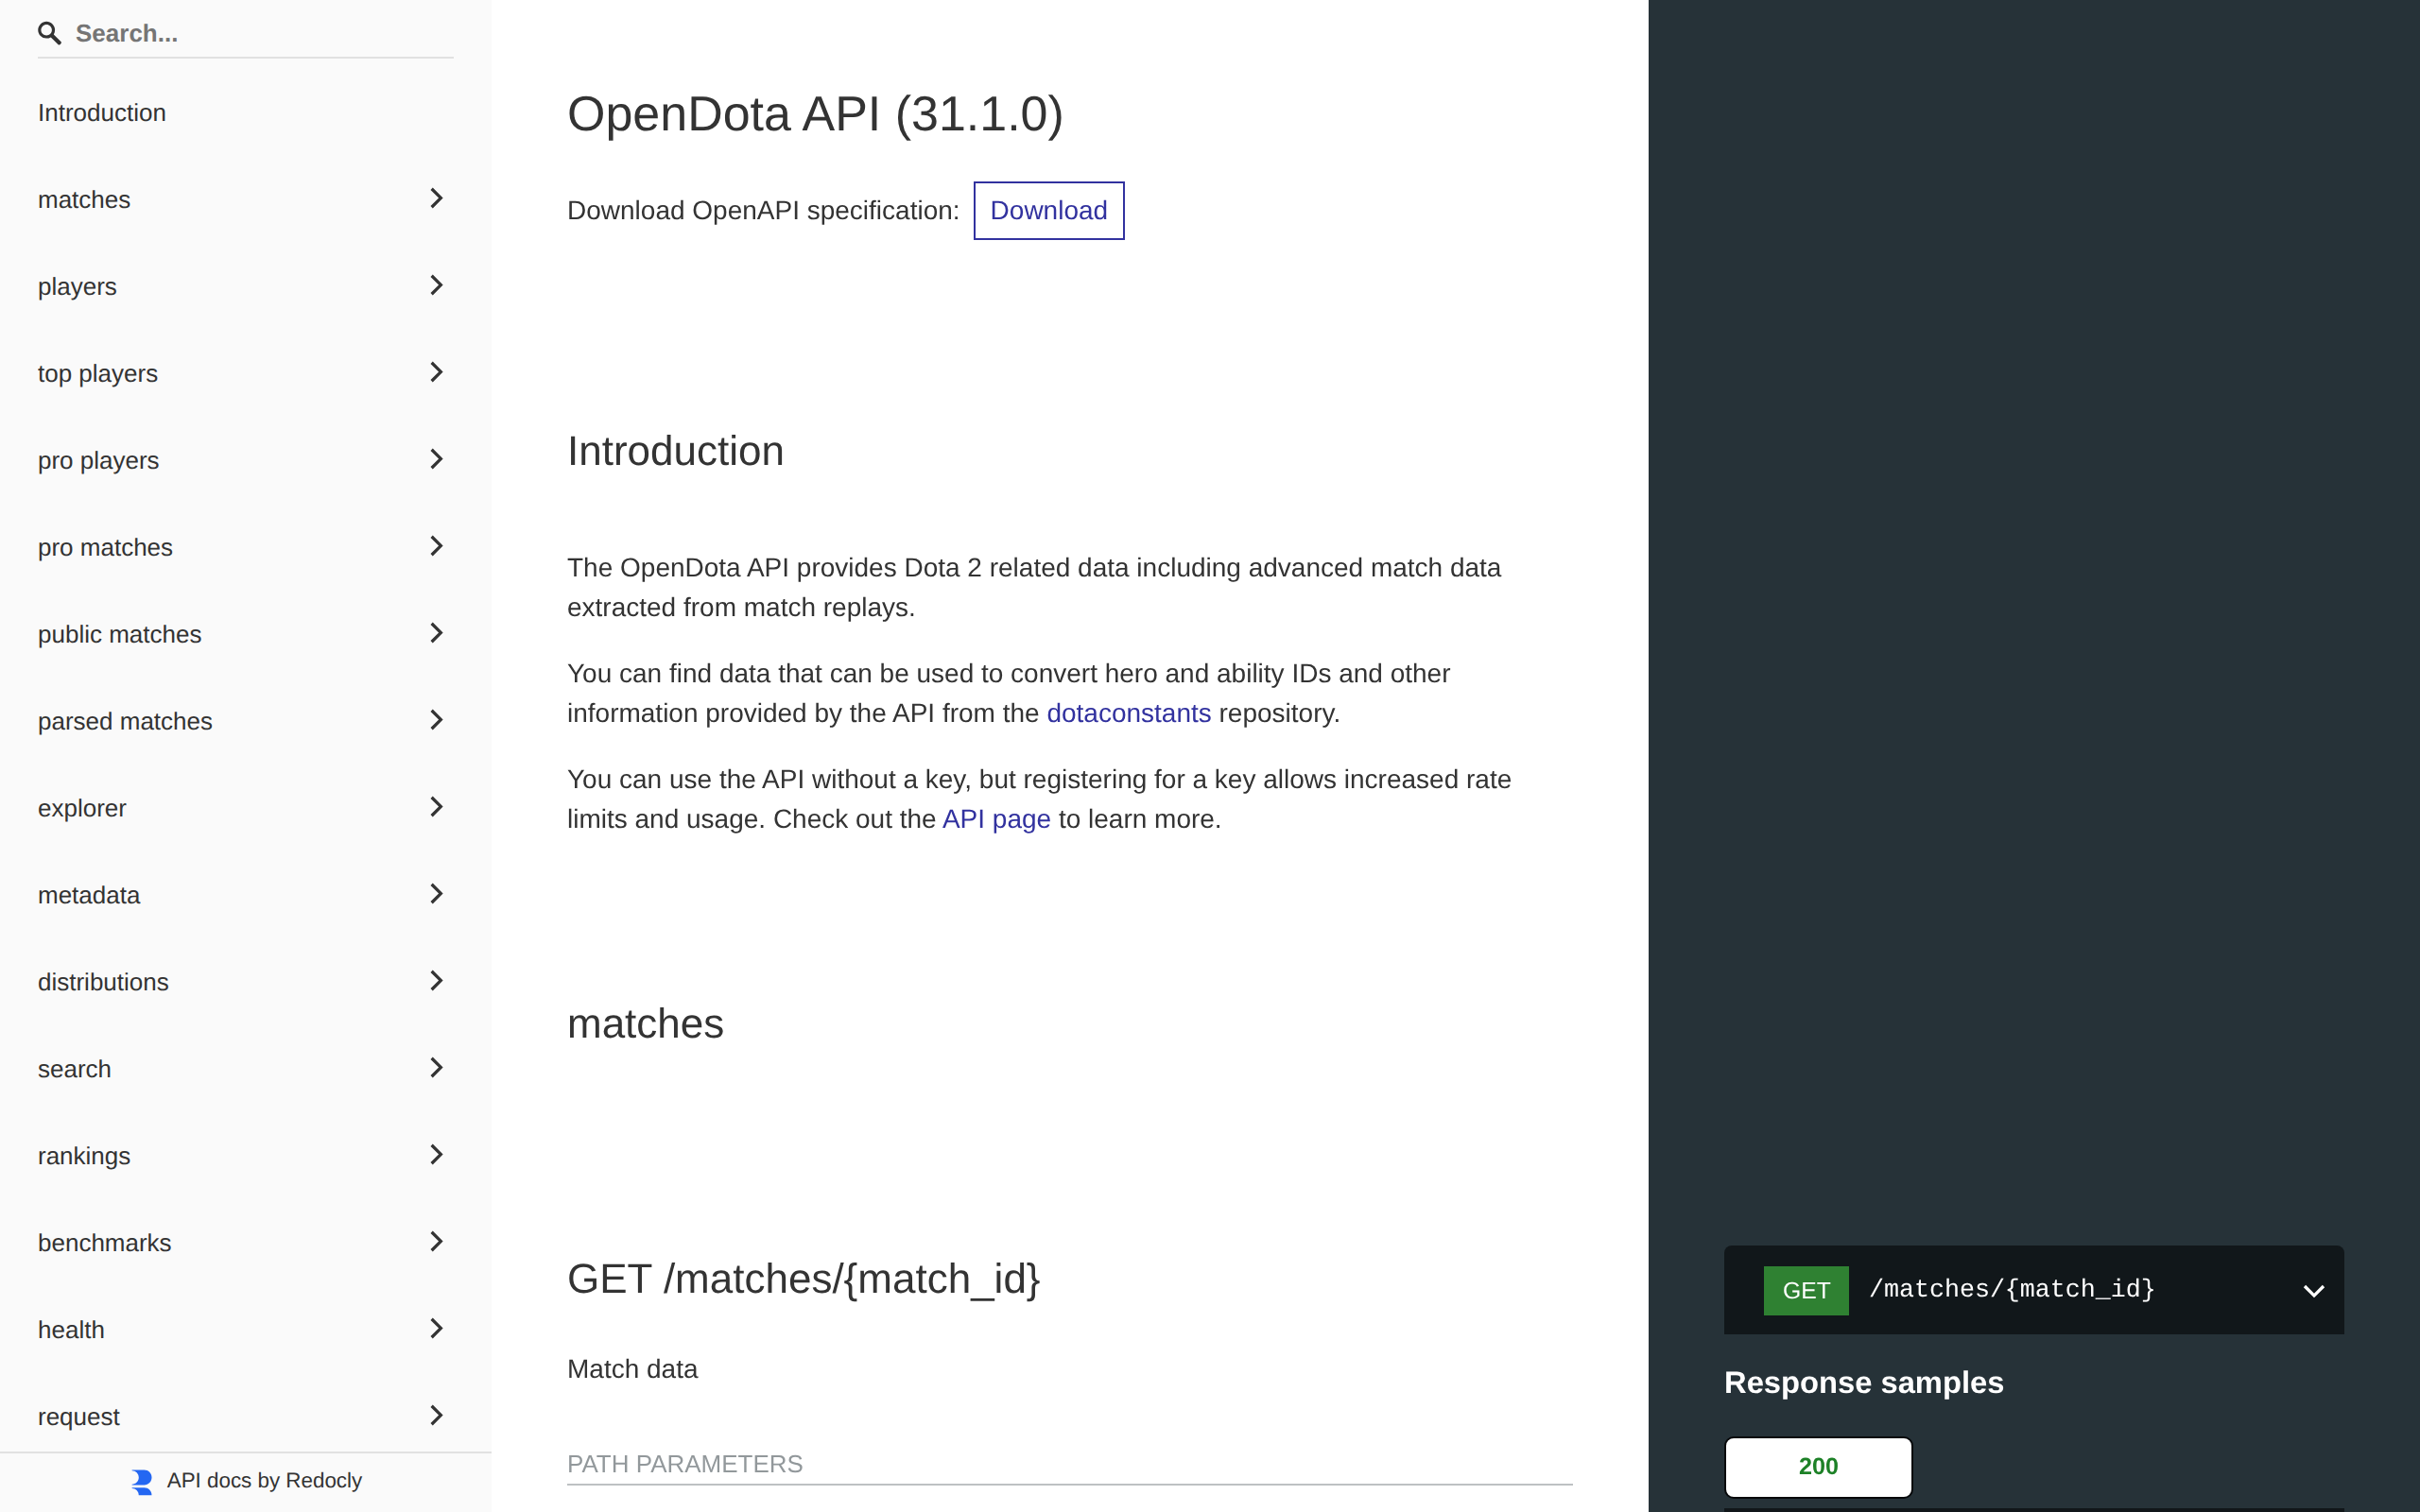 Search...
Introduction
matches
players
top players
pro players
pro matches
public matches
parsed matches
explorer
metadata
distributions
search
rankings
benchmarks
health
request
API docs by Redocly
OpenDota API (31.1.0)
Download OpenAPI specification: Download
Introduction
The OpenDota API provides Dota 2 related data including advanced match data
extracted from match replays.
You can find data that can be used to convert hero and ability IDs and other
information provided by the API from the dotaconstants repository.
You can use the API without a key, but registering for a key allows increased rate
limits and usage. Check out the API page to learn more.
matches
GET /matches/{match_id}
Match data
PATH PARAMETERS
GET /matches/{match_id}
Response samples
200